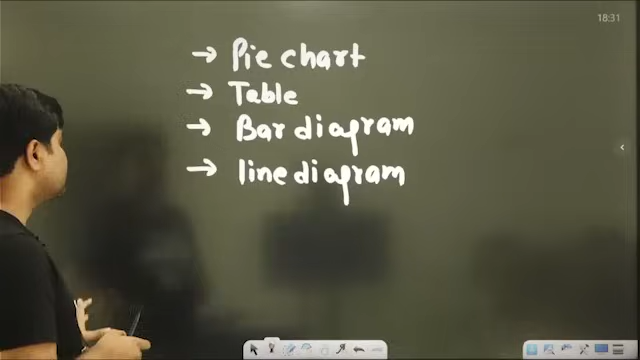 18:31
→ Pie chart
→ Table
→ Bar diagram
→ line diagram